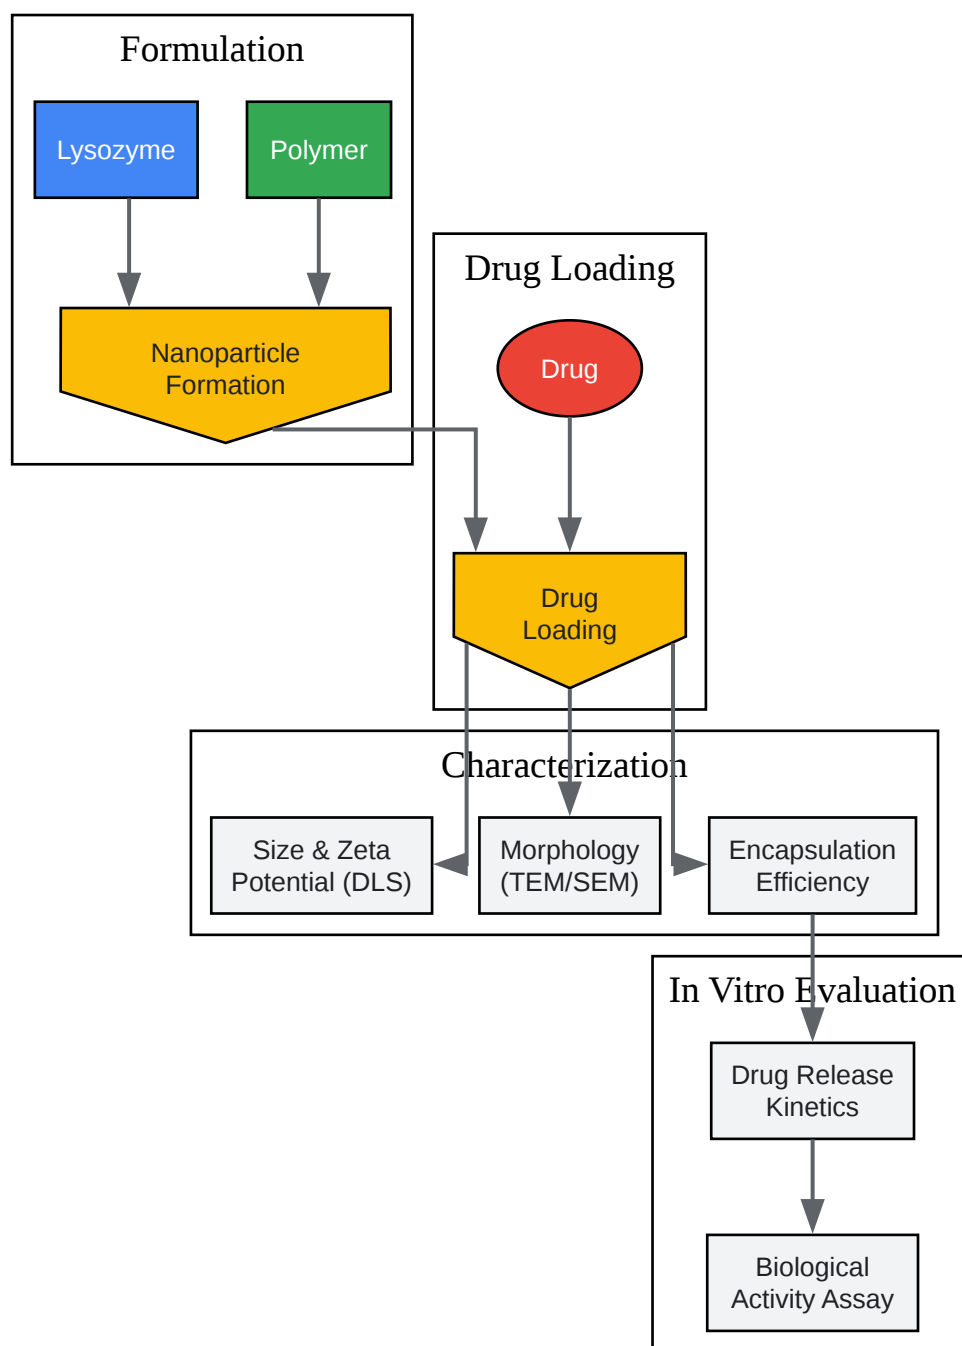 Formulation
Lysozyme
Polymer
Nanoparticle
Formation
Drug Loading
Drug
Drug
Loading
Characterization
Size & Zeta
Potential (DLS)
Morphology
(TEM/SEM)
Encapsulation
Efficiency
In Vitro Evaluation
Drug Release
Kinetics
Biological
Activity Assay